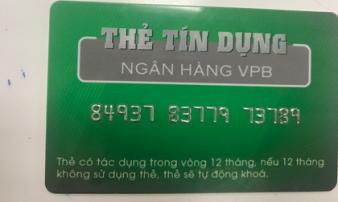 THẺ TÍN DỤNG
NGÂN HÀNG VPB
84937 83779 73789
Thẻ có tác dụng trong vòng 12 tháng, nếu 12 tháng
không sử dụng thẻ, thẻ sẽ tự động khoá.